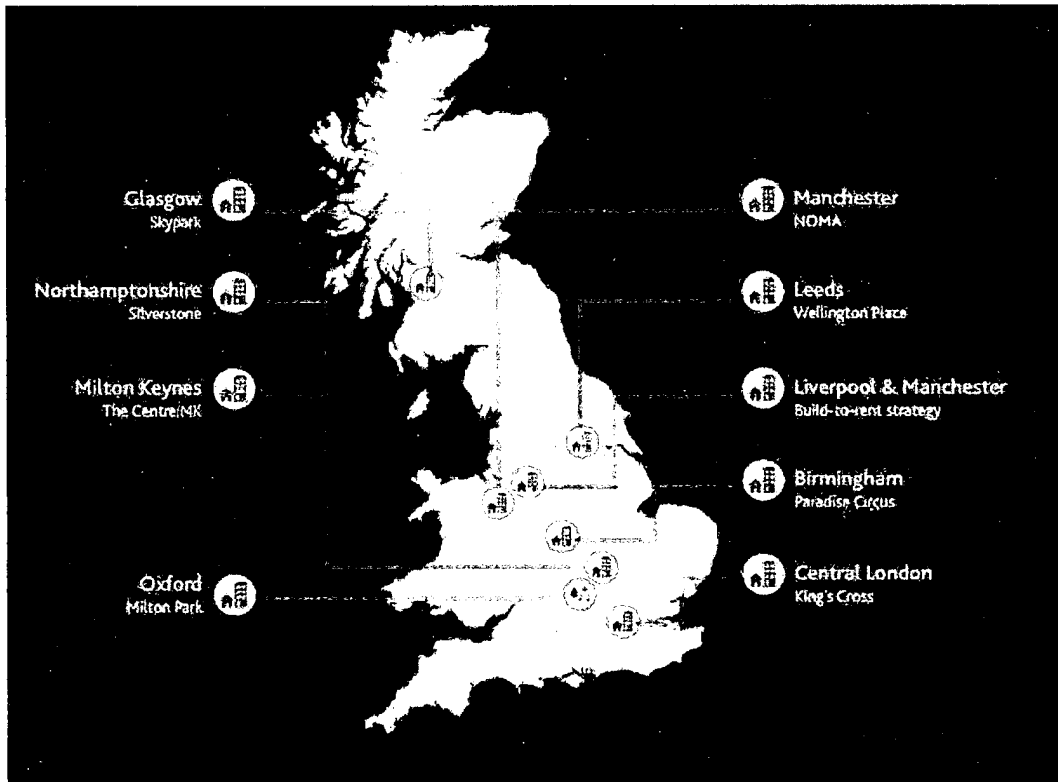 Glasgow
Skypark
Northamptonshire
Silverstone
Milton Keynes
The Centre:MK
Oxford
Milton Park
Manchester
NOMA
Leeds
Wellington Place
Liverpool & Manchester
Build-to-rent strategy
Birmingham
Paradise Circus
Central London
King's Cross